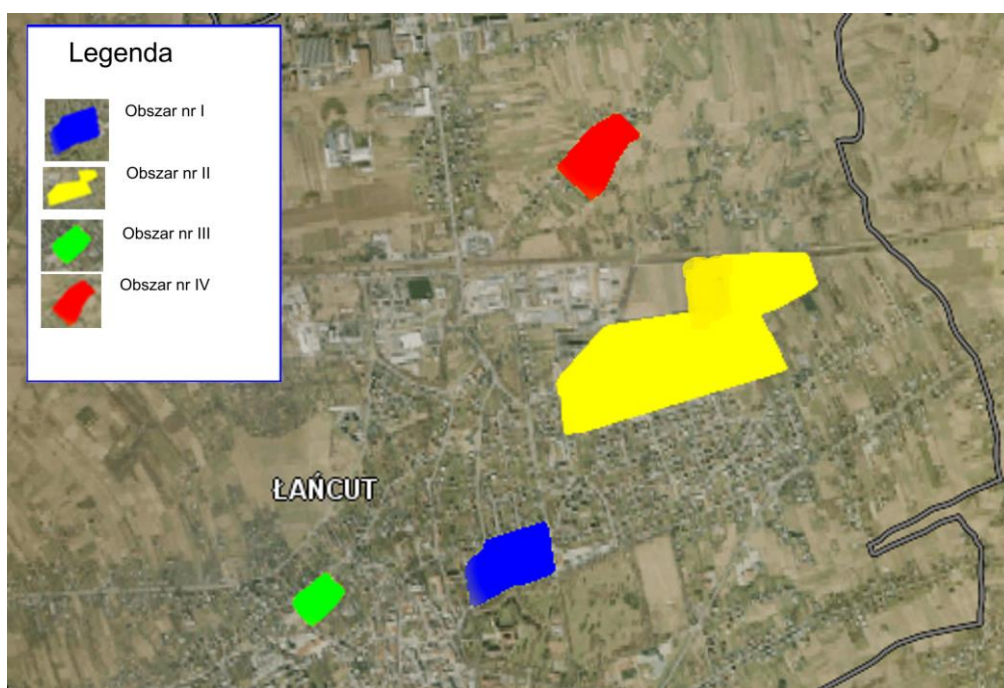 Legenda
Obszar nr I
Obszar nr II
Obszar nr III
Obszar nr IV
ŁAŃCUT